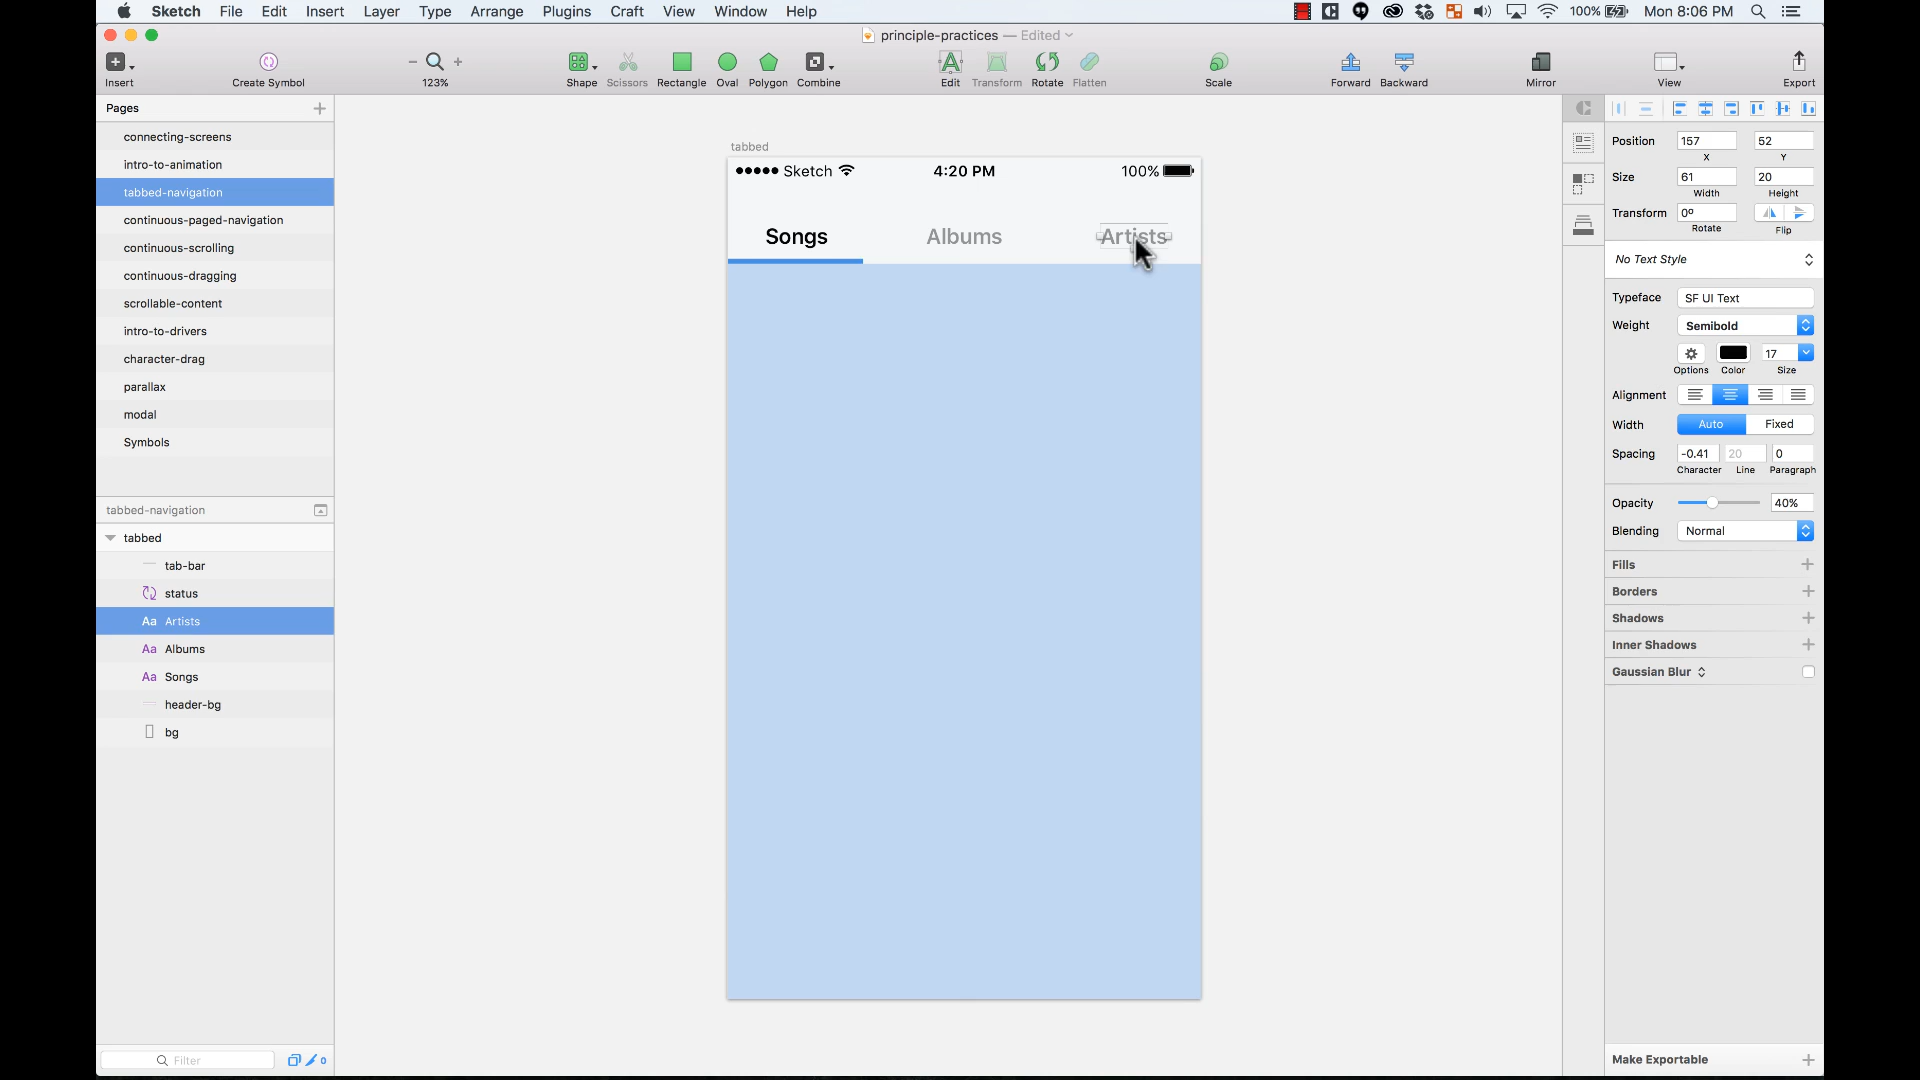 Sketch File Edit Insert Layer Type Arrange Plugins Craft View Window Help 100% Mon 8:06 PM
principle-practices — Edited
Insert Create Symbol 123% Shape Scissors Rectangle Oval Polygon Combine Edit Transform Rotate Flatten Scale Forward Backward Mirror View Export
Pages
connecting-screens
intro-to-animation
tabbed-navigation
continuous-paged-navigation
continuous-scrolling
continuous-dragging
scrollable-content
intro-to-drivers
character-drag
parallax
modal
Symbols
tabbed-navigation
tabbed
tab-bar
status
Aa Artists
Aa Albums
Aa Songs
header-bg
bg
Filter 0
tabbed
Sketch 4:20 PM 100%
Songs Albums Artists
Position 157 52
X Y
Size 61 20
Width Height
Transform 0º
Rotate Flip
No Text Style
Typeface SF UI Text
Weight Semibold
17
Options Color Size
Alignment
Width Auto Fixed
Spacing -0.41 20 0
Character Line Paragraph
Opacity 40%
Blending Normal
Fills
Borders
Shadows
Inner Shadows
Gaussian Blur
Make Exportable